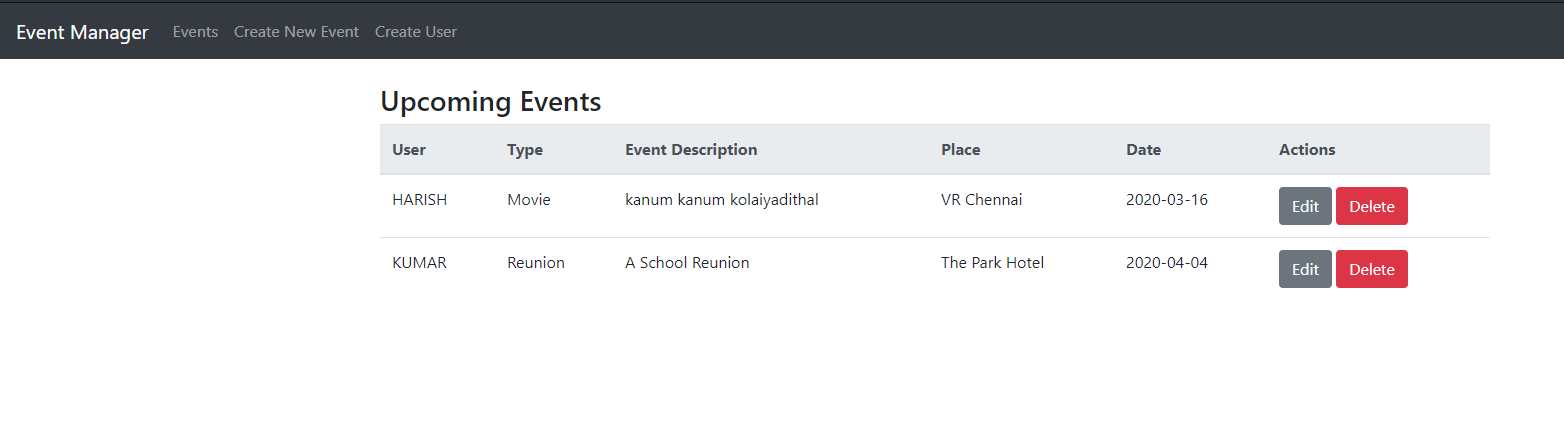 Event Manager Events Create New Event Create User
Upcoming Events
User Type Event Description Place Date Actions
HARISH Movie kanum kanum kolaiyadithal VR Chennai 2020-03-16 Edit Delete
KUMAR Reunion A School Reunion The Park Hotel 2020-04-04 Edit Delete